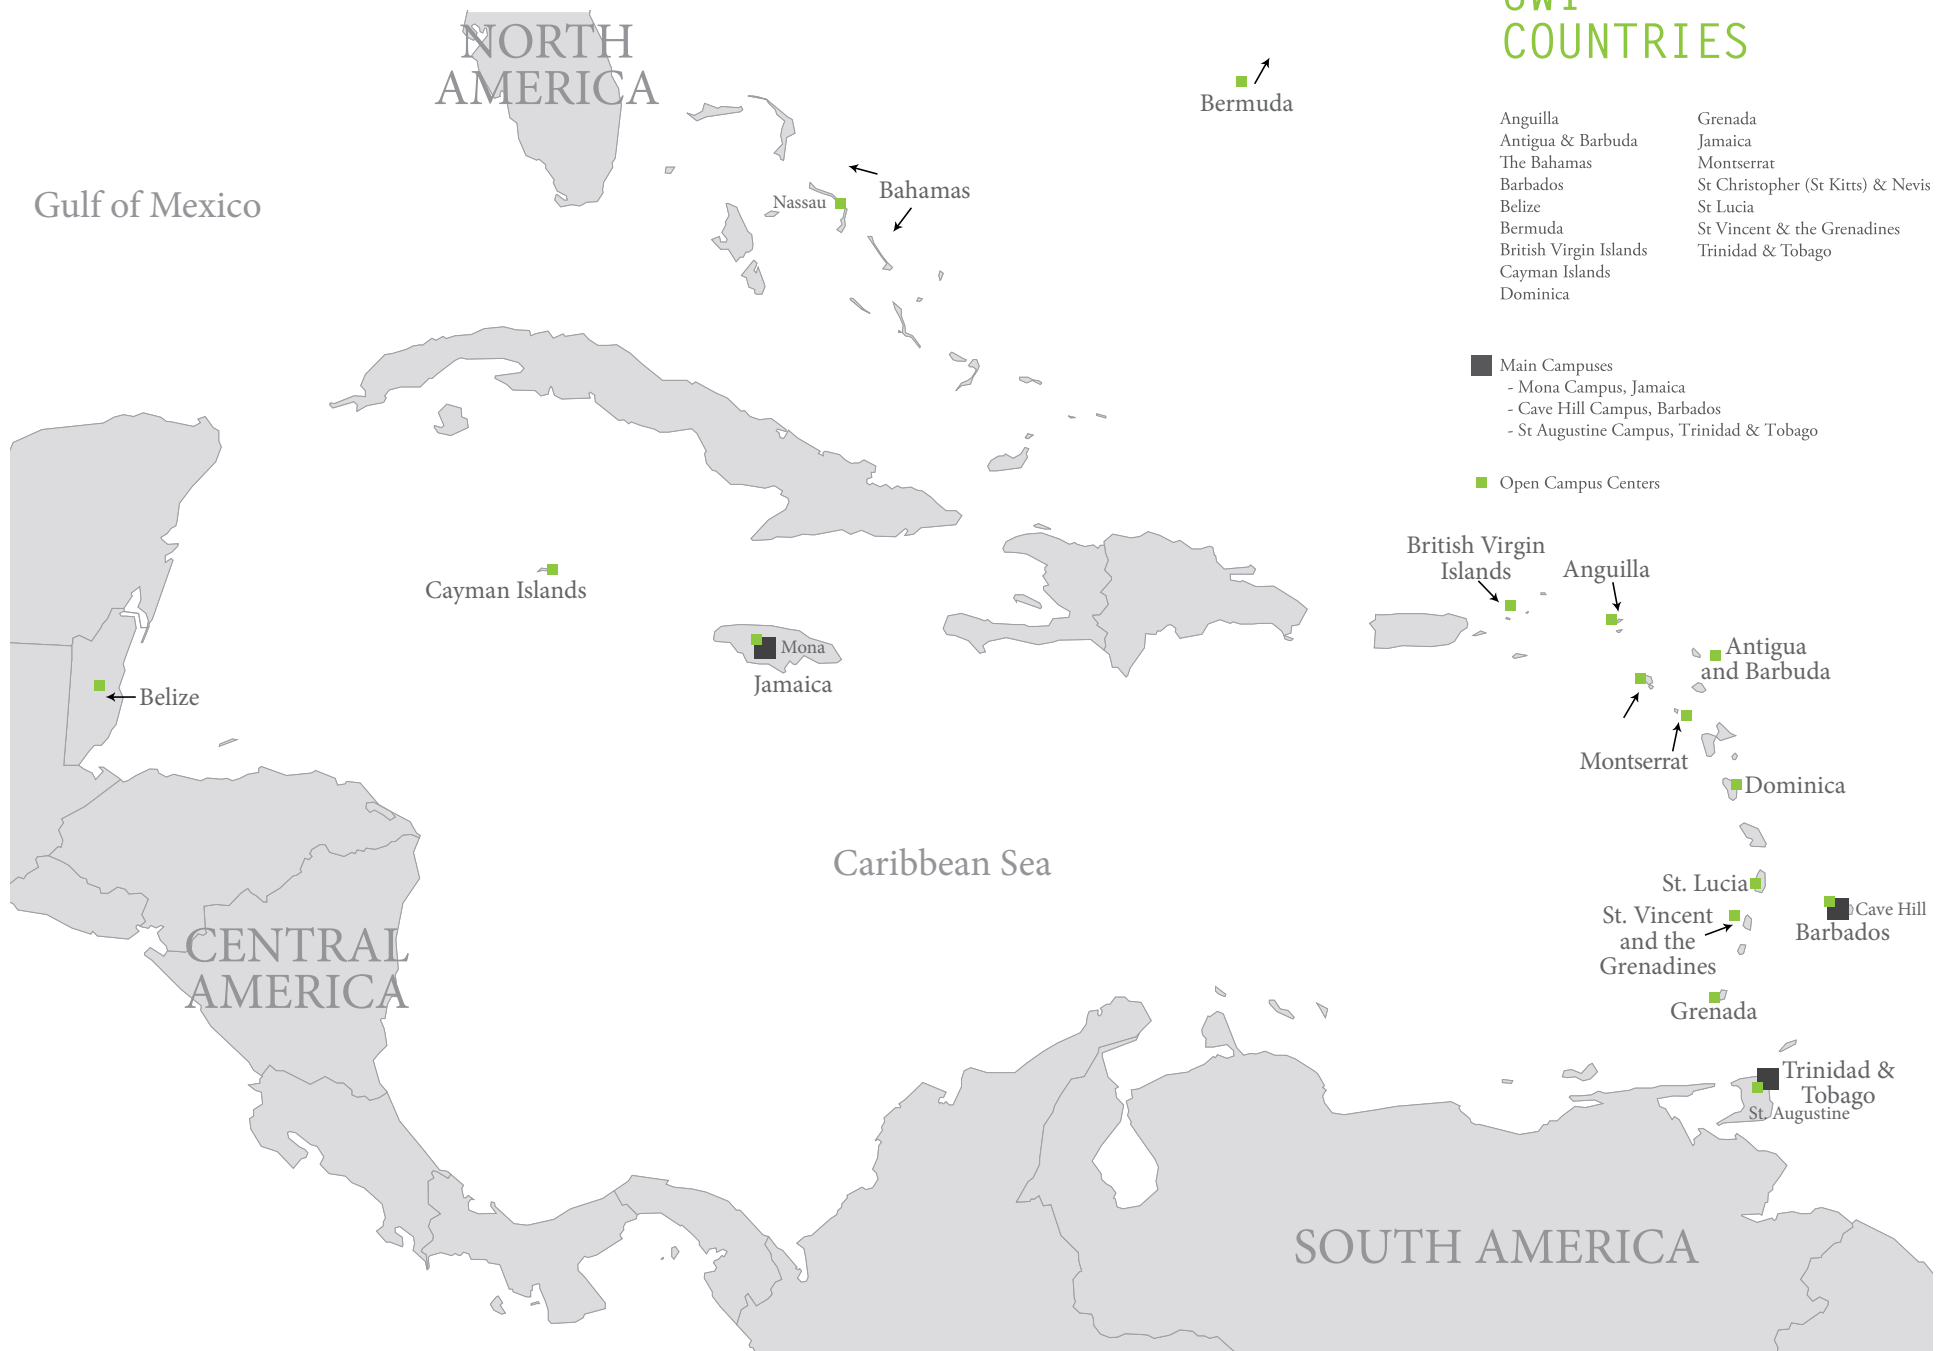 UWI
COUNTRIES
Anguilla
Antigua & Barbuda
The Bahamas
Barbados
Belize
Bermuda
British Virgin Islands
Cayman Islands
Dominica
Grenada
Jamaica
Montserrat
St Christopher (St Kitts) & Nevis
St Lucia
St Vincent & the Grenadines
Trinidad & Tobago
Main Campuses
- Mona Campus, Jamaica
- Cave Hill Campus, Barbados
- St Augustine Campus, Trinidad & Tobago
Open Campus Centers
NORTH
AMERICA
Bermuda
Gulf of Mexico
Nassau
Bahamas
Cayman Islands
Mona
Jamaica
Belize
British Virgin
Islands
Anguilla
Antigua
and Barbuda
Montserrat
Dominica
Caribbean Sea
St. Lucia
St. Vincent
and the
Grenadines
Cave Hill
Barbados
Grenada
CENTRAL
AMERICA
Trinidad &
Tobago
St. Augustine
SOUTH AMERICA